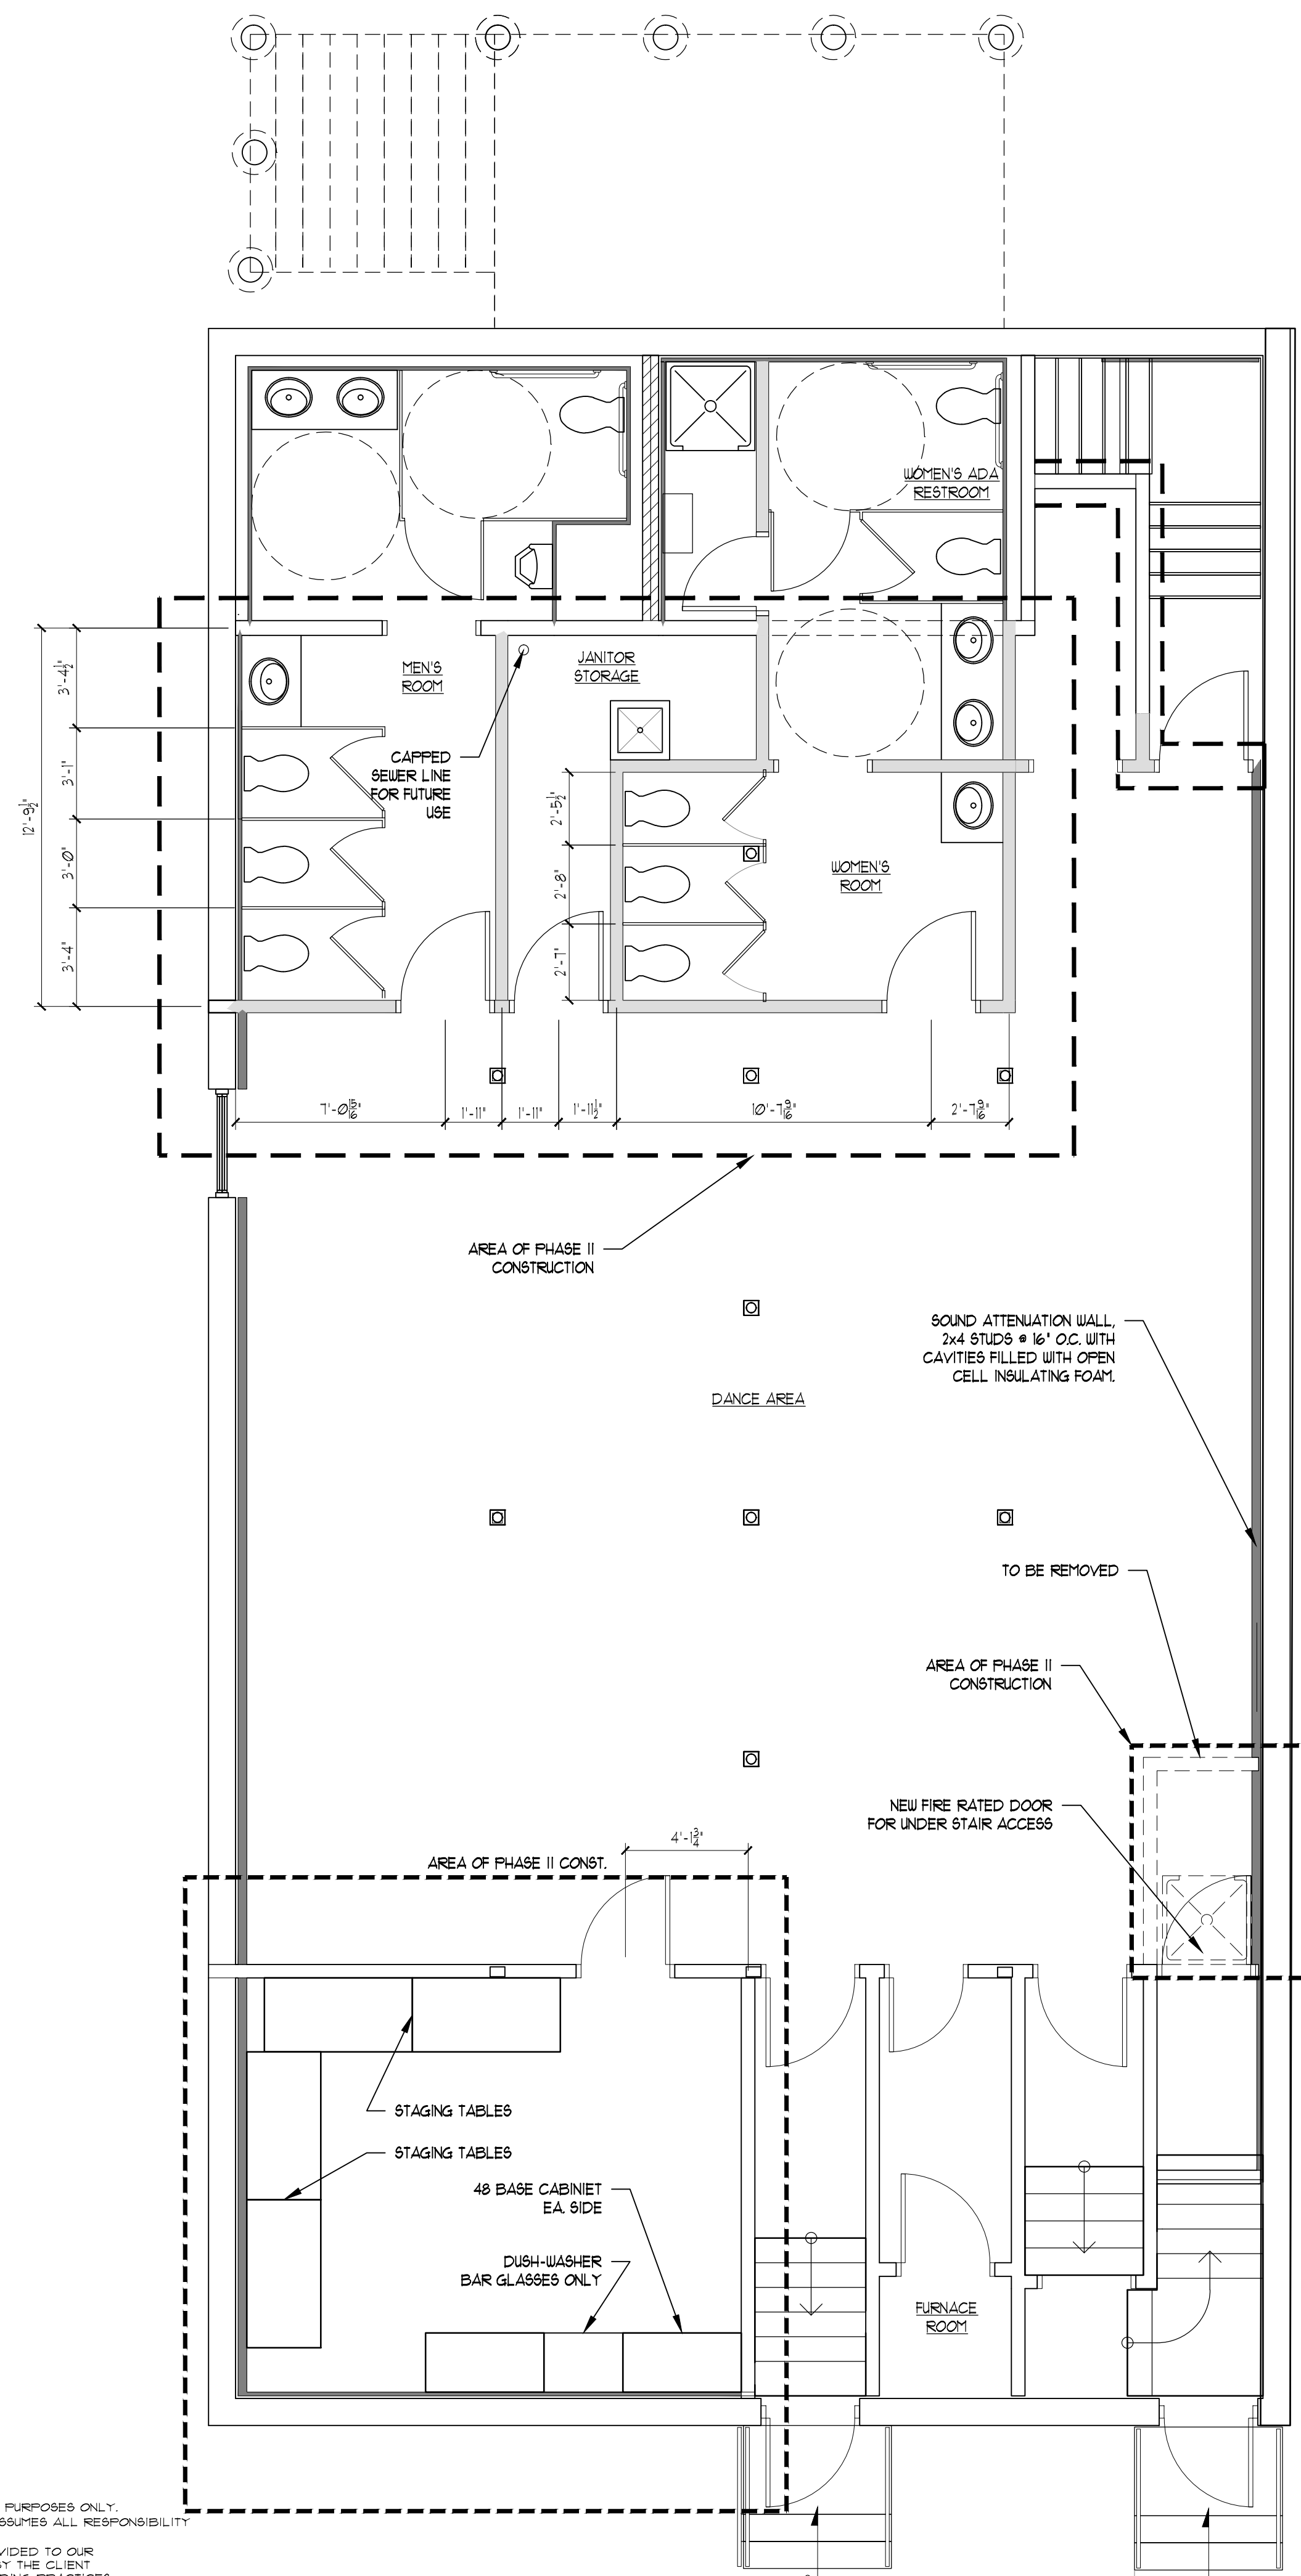 WOMEN'S ADA
RESTROOM
MEN'S
ROOM
JANITOR
STORAGE
CAPPED
SEWER LINE
FOR FUTURE
USE
WOMEN'S
ROOM
12'-9½"
3'-4½"
3'-1"
3'-0"
3'-4"
2'-5½"
2'-8"
2'-7"
7'-0 15/16"
1'-11"
1'-11"
1'-11½"
10'-7 9/16"
2'-7 9/16"
AREA OF PHASE II
CONSTRUCTION
SOUND ATTENUATION WALL,
2x4 STUDS @ 16" O.C. WITH
CAVITIES FILLED WITH OPEN
CELL INSULATING FOAM.
DANCE AREA
TO BE REMOVED
AREA OF PHASE II
CONSTRUCTION
NEW FIRE RATED DOOR
FOR UNDER STAIR ACCESS
4'-1¾"
AREA OF PHASE II CONST.
STAGING TABLES
STAGING TABLES
48 BASE CABINIET
EA. SIDE
DUSH-WASHER
BAR GLASSES ONLY
FURNACE
ROOM
PURPOSES ONLY.
SSUMES ALL RESPONSIBILITY
VIDED TO OUR
BY THE CLIENT